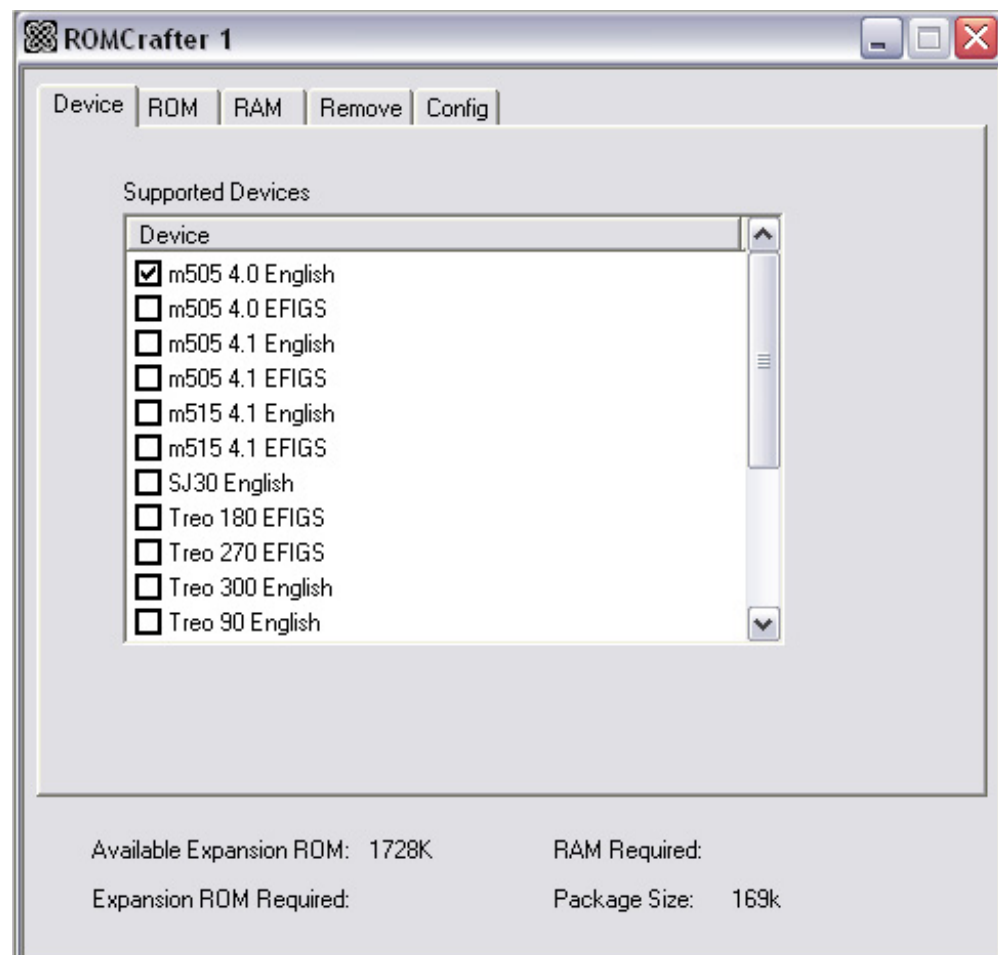 ROMCrafter 1
Device ROM RAM Remove Config
Supported Devices
Device
m505 4.0 English
m505 4.0 EFIGS
m505 4.1 English
m505 4.1 EFIGS
m515 4.1 English
m515 4.1 EFIGS
SJ30 English
Treo 180 EFIGS
Treo 270 EFIGS
Treo 300 English
Treo 90 English
Available Expansion ROM: 1728K RAM Required:
Expansion ROM Required: Package Size: 169k